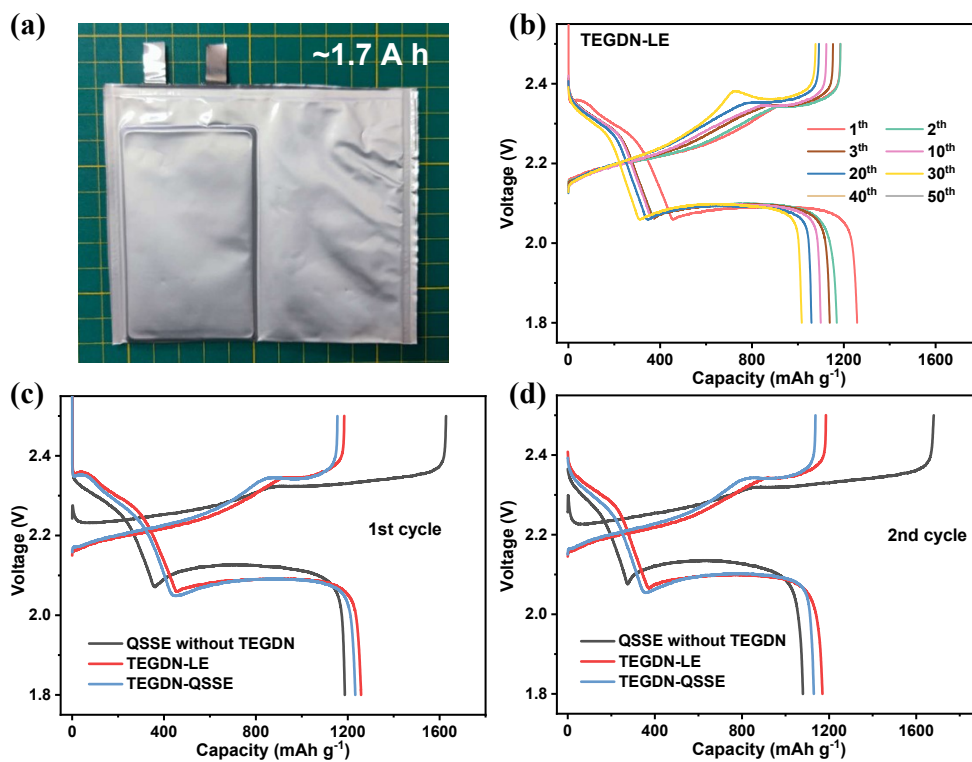 (a)
~1.7 A h
(b)
TEGDN-LE
2.4
2.2
2.0
1.8
Voltage (V)
1th 2th
3th 10th
20th 30th
40th 50th
0 400 800 1200 1600
Capacity (mAh g-1)
(c)
2.4
2.2
2.0
1.8
Voltage (V)
1st cycle
QSSE without TEGDN
TEGDN-LE
TEGDN-QSSE
0 400 800 1200 1600
Capacity (mAh g-1)
(d)
2.4
2.2
2.0
1.8
Voltage (V)
2nd cycle
QSSE without TEGDN
TEGDN-LE
TEGDN-QSSE
0 400 800 1200 1600
Capacity (mAh g-1)